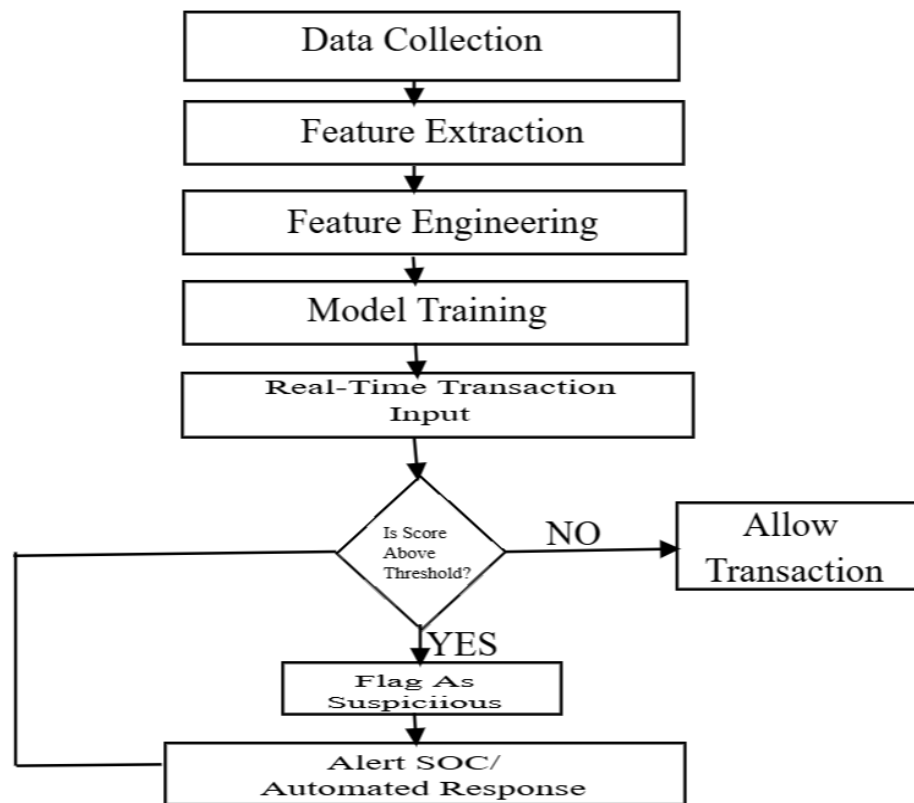 Data Collection
Feature Extraction
Feature Engineering
Model Training
Real-Time Transaction
Input
Is Score
Above
Threshold?
NO
Allow
Transaction
YES
Flag As
Suspiciious
Alert SOC/
Automated Response